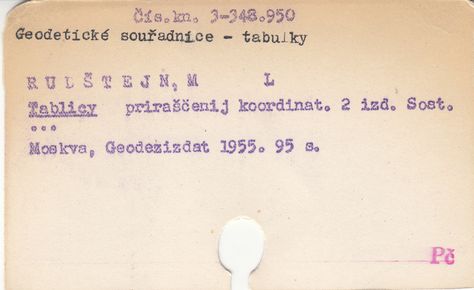 Čís.kn. 3-348.950
Geodetické souřadnice - tabulky
RUDŠTEJN, M L
Tablicy priraščenij koordinat. 2 izd. Sost.
...
Moskva, Geodezizdat 1955. 95 s.
Pč